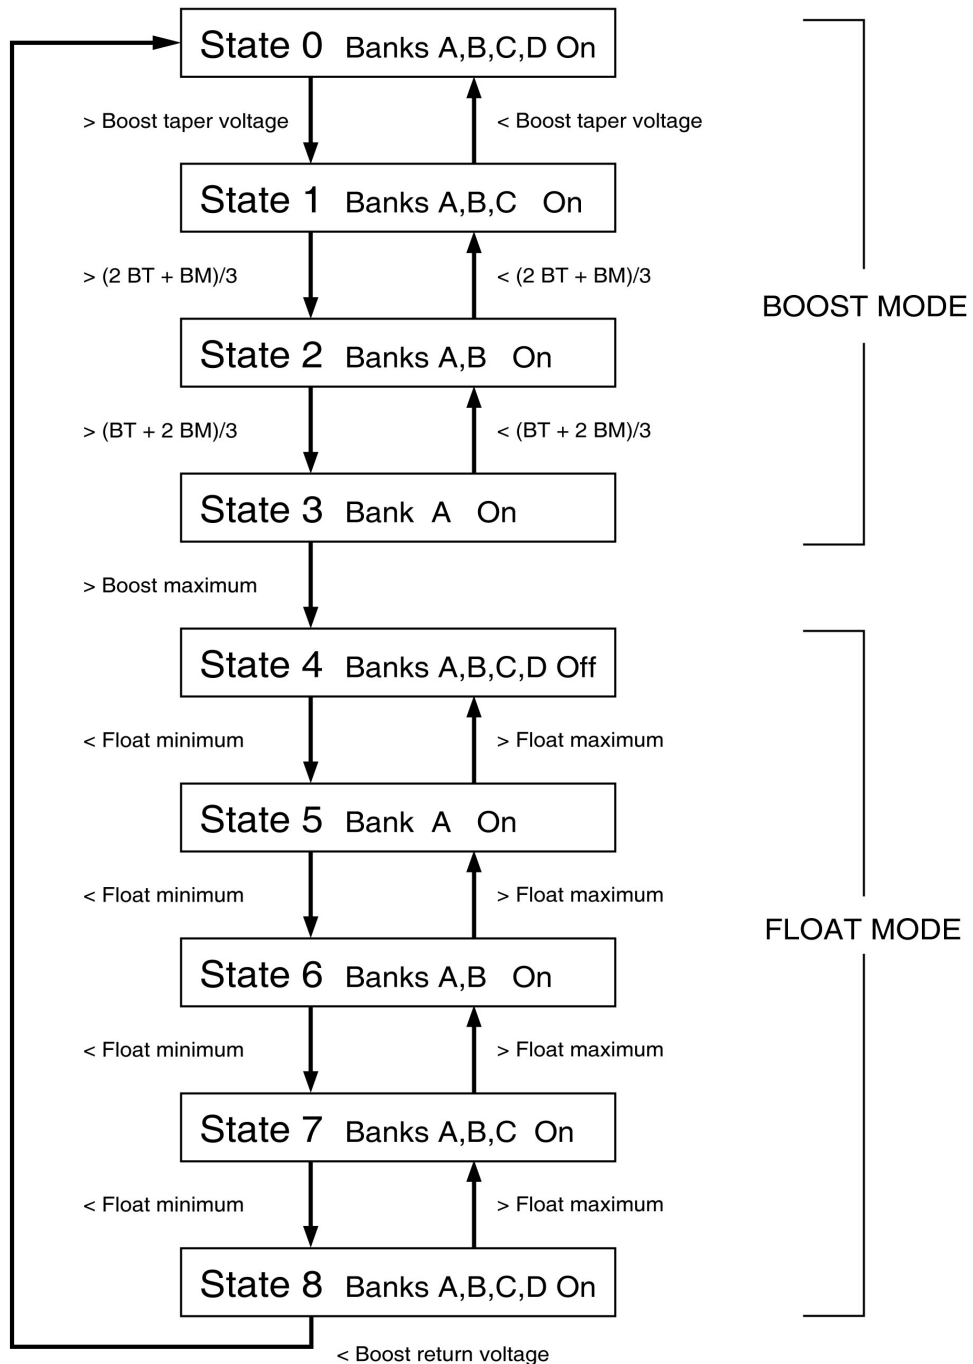 State 0 Banks A,B,C,D On
> Boost taper voltage
< Boost taper voltage
State 1 Banks A,B,C On
> (2 BT + BM)/3
< (2 BT + BM)/3
BOOST MODE
State 2 Banks A,B On
> (BT + 2 BM)/3
< (BT + 2 BM)/3
State 3 Bank A On
> Boost maximum
State 4 Banks A,B,C,D Off
< Float minimum
> Float maximum
State 5 Bank A On
< Float minimum
> Float maximum
FLOAT MODE
State 6 Banks A,B On
< Float minimum
> Float maximum
State 7 Banks A,B,C On
< Float minimum
> Float maximum
State 8 Banks A,B,C,D On
< Boost return voltage